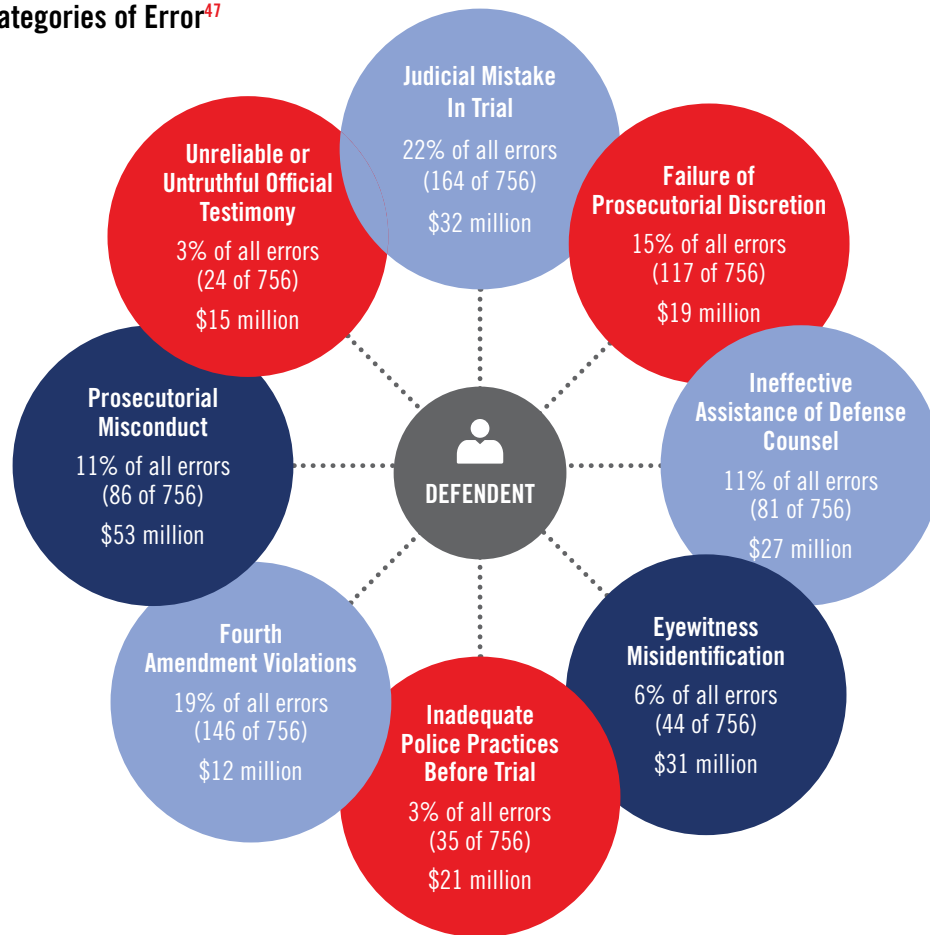 ategories of Error47
Judicial Mistake
In Trial
22% of all errors
(164 of 756)
$32 million
Failure of
Prosecutorial Discretion
15% of all errors
(117 of 756)
$19 million
Ineffective
Assistance of Defense
Counsel
11% of all errors
(81 of 756)
$27 million
Eyewitness
Misidentification
6% of all errors
(44 of 756)
$31 million
Inadequate
Police Practices
Before Trial
3% of all errors
(35 of 756)
$21 million
Fourth
Amendment Violations
19% of all errors
(146 of 756)
$12 million
Prosecutorial
Misconduct
11% of all errors
(86 of 756)
$53 million
Unreliable or
Untruthful Official
Testimony
3% of all errors
(24 of 756)
$15 million
DEFENDENT